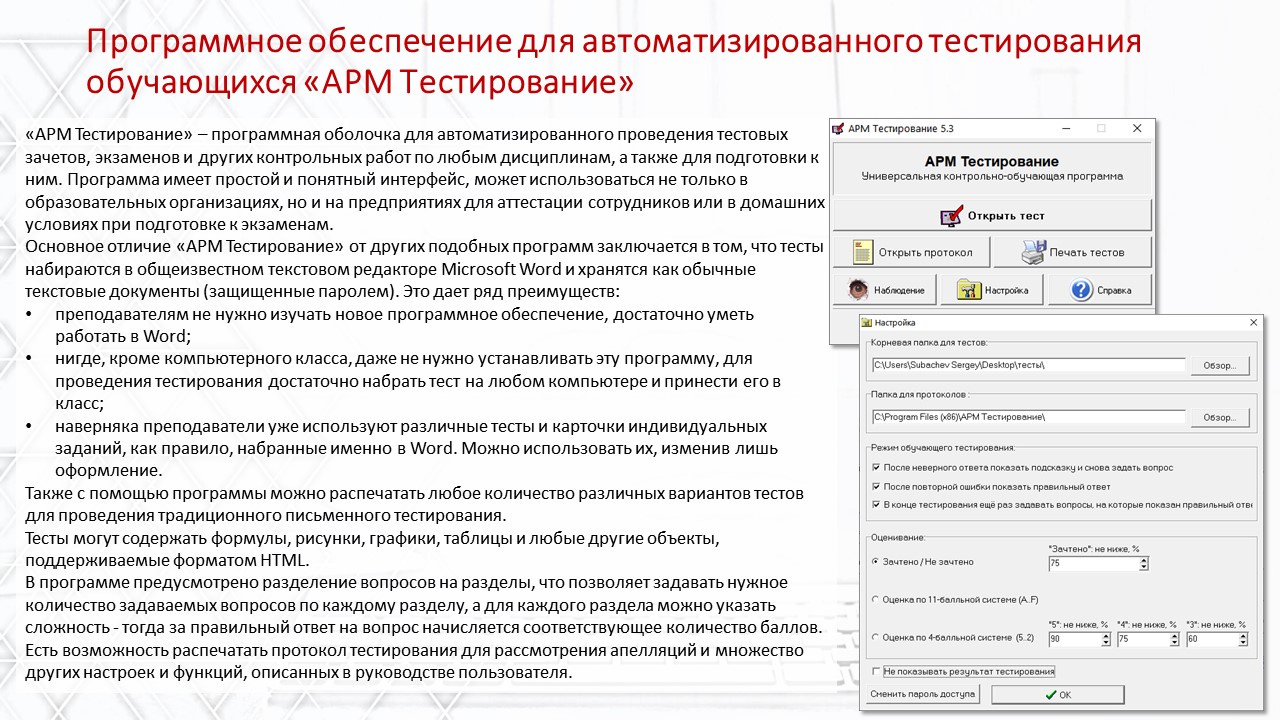 Программное обеспечение для автоматизированного тестирования
обучающихся «АРМ Тестирование»
«АРМ Тестирование» – программная оболочка для автоматизированного проведения тестовых
зачетов, экзаменов и других контрольных работ по любым дисциплинам, а также для подготовки к
ним. Программа имеет простой и понятный интерфейс, может использоваться не только в
образовательных организациях, но и на предприятиях для аттестации сотрудников или в домашних
условиях при подготовке к экзаменам.
Основное отличие «АРМ Тестирование» от других подобных программ заключается в том, что тесты
набираются в общеизвестном текстовом редакторе Microsoft Word и хранятся как обычные
текстовые документы (защищенные паролем). Это дает ряд преимуществ:
• преподавателям не нужно изучать новое программное обеспечение, достаточно уметь
работать в Word;
• нигде, кроме компьютерного класса, даже не нужно устанавливать эту программу, для
проведения тестирования достаточно набрать тест на любом компьютере и принести его в
класс;
• наверняка преподаватели уже используют различные тесты и карточки индивидуальных
заданий, как правило, набранные именно в Word. Можно использовать их, изменив лишь
оформление.
Также с помощью программы можно распечатать любое количество различных вариантов тестов
для проведения традиционного письменного тестирования.
Тесты могут содержать формулы, рисунки, графики, таблицы и любые другие объекты,
поддерживаемые форматом HTML.
В программе предусмотрено разделение вопросов на разделы, что позволяет задавать нужное
количество задаваемых вопросов по каждому разделу, а для каждого раздела можно указать
сложность - тогда за правильный ответ на вопрос начисляется соответствующее количество баллов.
Есть возможность распечатать протокол тестирования для рассмотрения апелляций и множество
других настроек и функций, описанных в руководстве пользователя.
АРМ Тестирование 5.3
АРМ Тестирование
Универсальная контрольно-обучающая программа
Открыть тест
Открыть протокол Печать тестов
Наблюдение Настройка Справка
Настройка
Корневая папка для тестов:
C:\Users\Subachev Sergey\Desktop\тесты\ Обзор...
Папка для протоколов :
C:\Program Files (x86)\АРМ Тестирование\ Обзор...
Режим обучающего тестирования:
После неверного ответа показать подсказку и снова задать вопрос
После повторной ошибки показать правильный ответ
В конце тестирования ещё раз задавать вопросы, на которые показан правильный отве
Оценивание:
"Зачтено": не ниже, %
Зачтено / Не зачтено 75
Оценка по 11-балльной системе (A..F)
"5": не ниже, % "4": не ниже, % "3": не ниже, %
Оценка по 4-балльной системе (5..2) 90 75 60
Не показывать результат тестирования
Сменить пароль доступа OK